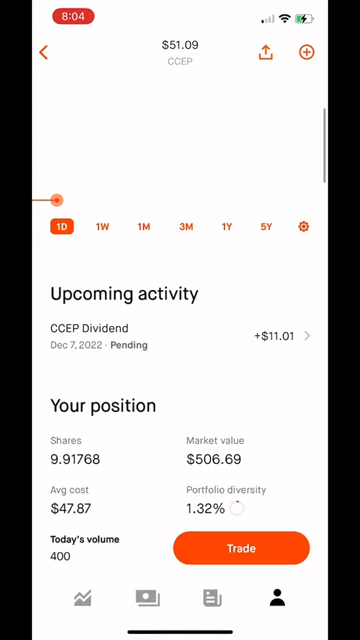 8:04
$51.09
CCEP
1D 1W 1M 3M 1Y 5Y
Upcoming activity
CCEP Dividend
Dec 7, 2022 · Pending
+$11.01
Your position
Shares
Market value
9.91768
$506.69
Avg cost
Portfolio diversity
$47.87
1.32%
Today's volume
400
Trade